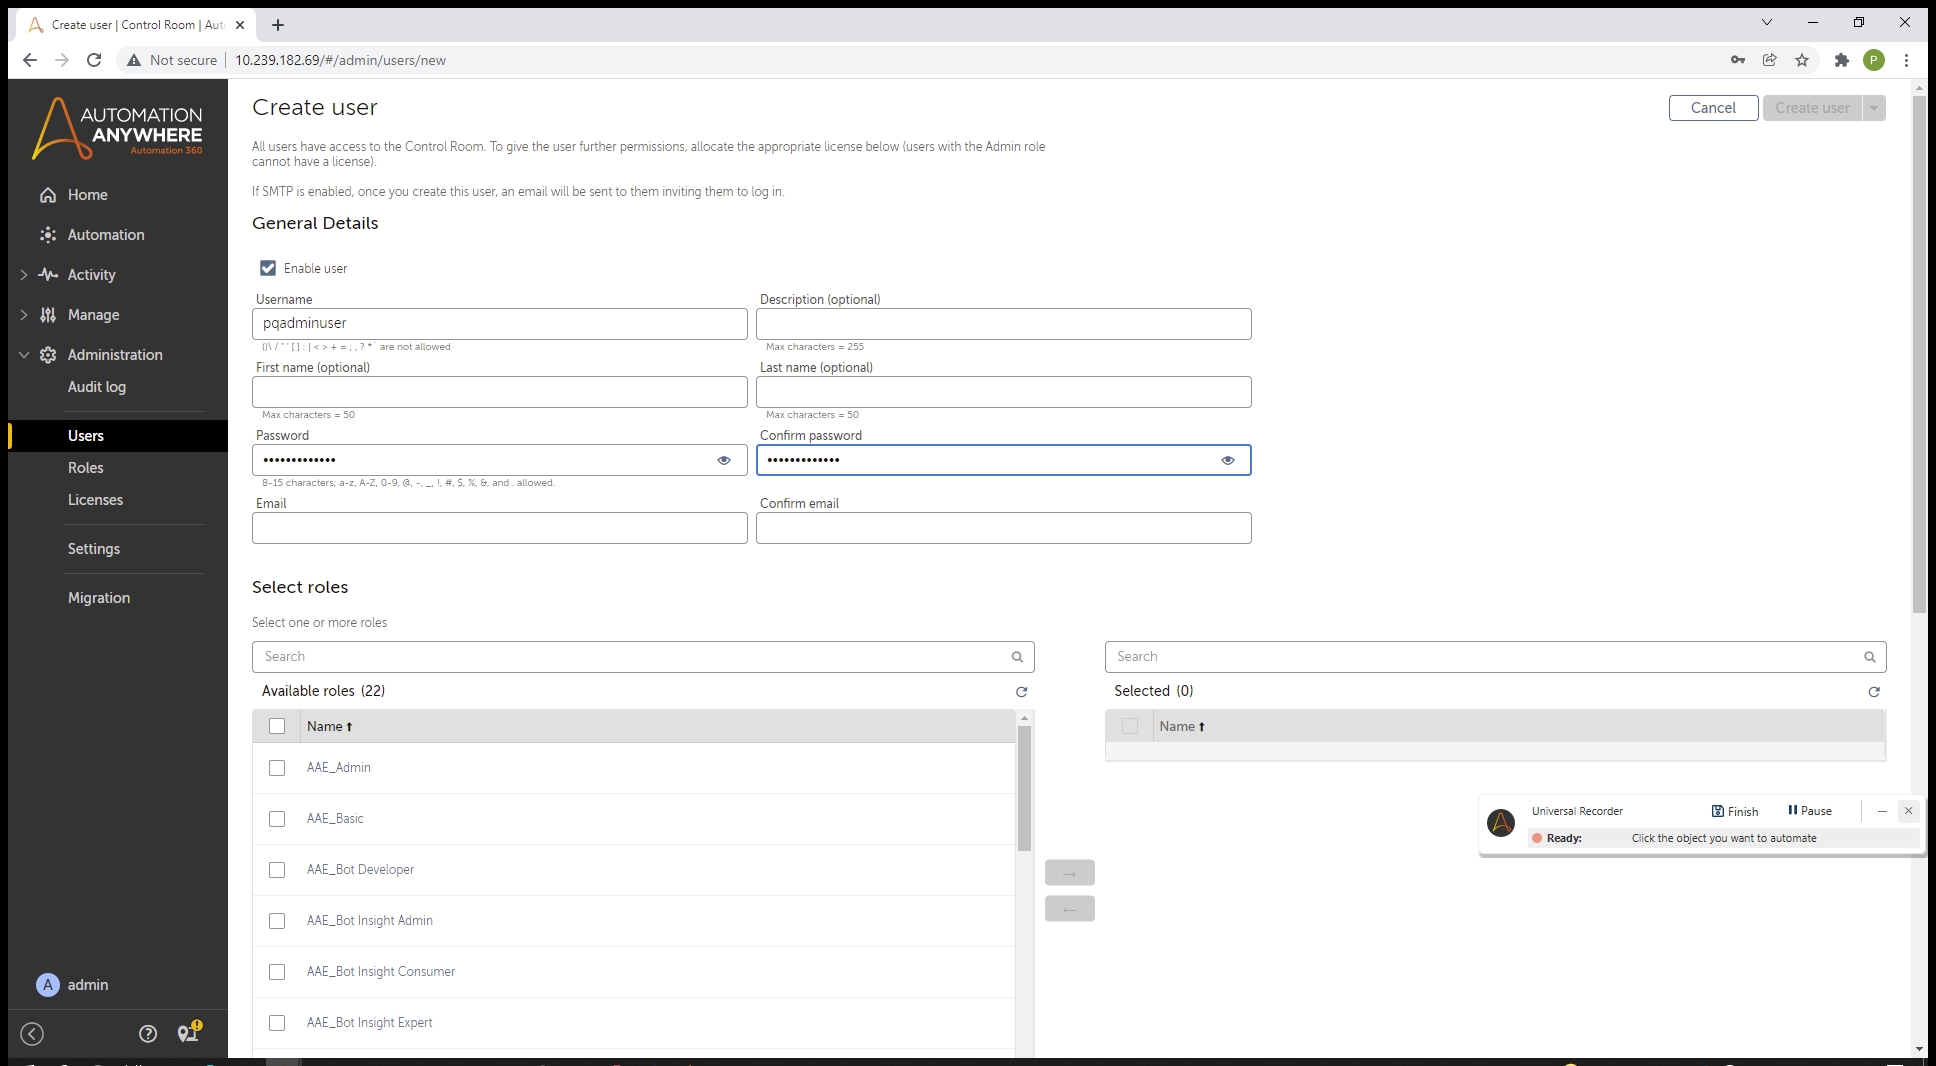 Create user | Control Room | Aut
Not secure
10.239.182.69/#/admin/users/new
P
AUTOMATION
ANYWHERE
Automation 360
Home
Automation
Activity
Manage
Administration
Audit log
Users
Roles
Licenses
Settings
Migration
A admin
Create user
Cancel
Create user
All users have access to the Control Room. To give the user further permissions, allocate the appropriate license below (users with the Admin role
cannot have a license).
If SMTP is enabled, once you create this user, an email will be sent to them inviting them to log in.
General Details
Enable user
Username
Description (optional)
pqadminuser
()\ / " ' [ ] : | < > + = ; , ? * ` are not allowed
Max characters = 255
First name (optional)
Last name (optional)
Max characters = 50
Max characters = 50
Password
Confirm password
•••••••••••••
•••••••••••••
8-15 characters; a-z, A-Z, 0-9, @, -, _, !, #, $, %, &, and . allowed.
Email
Confirm email
Select roles
Select one or more roles
Search
Search
Available roles (22)
Selected (0)
Name
Name
AAE_Admin
AAE_Basic
AAE_Bot Developer
AAE_Bot Insight Admin
AAE_Bot Insight Consumer
AAE_Bot Insight Expert
Universal Recorder
Finish
Pause
Ready:
Click the object you want to automate